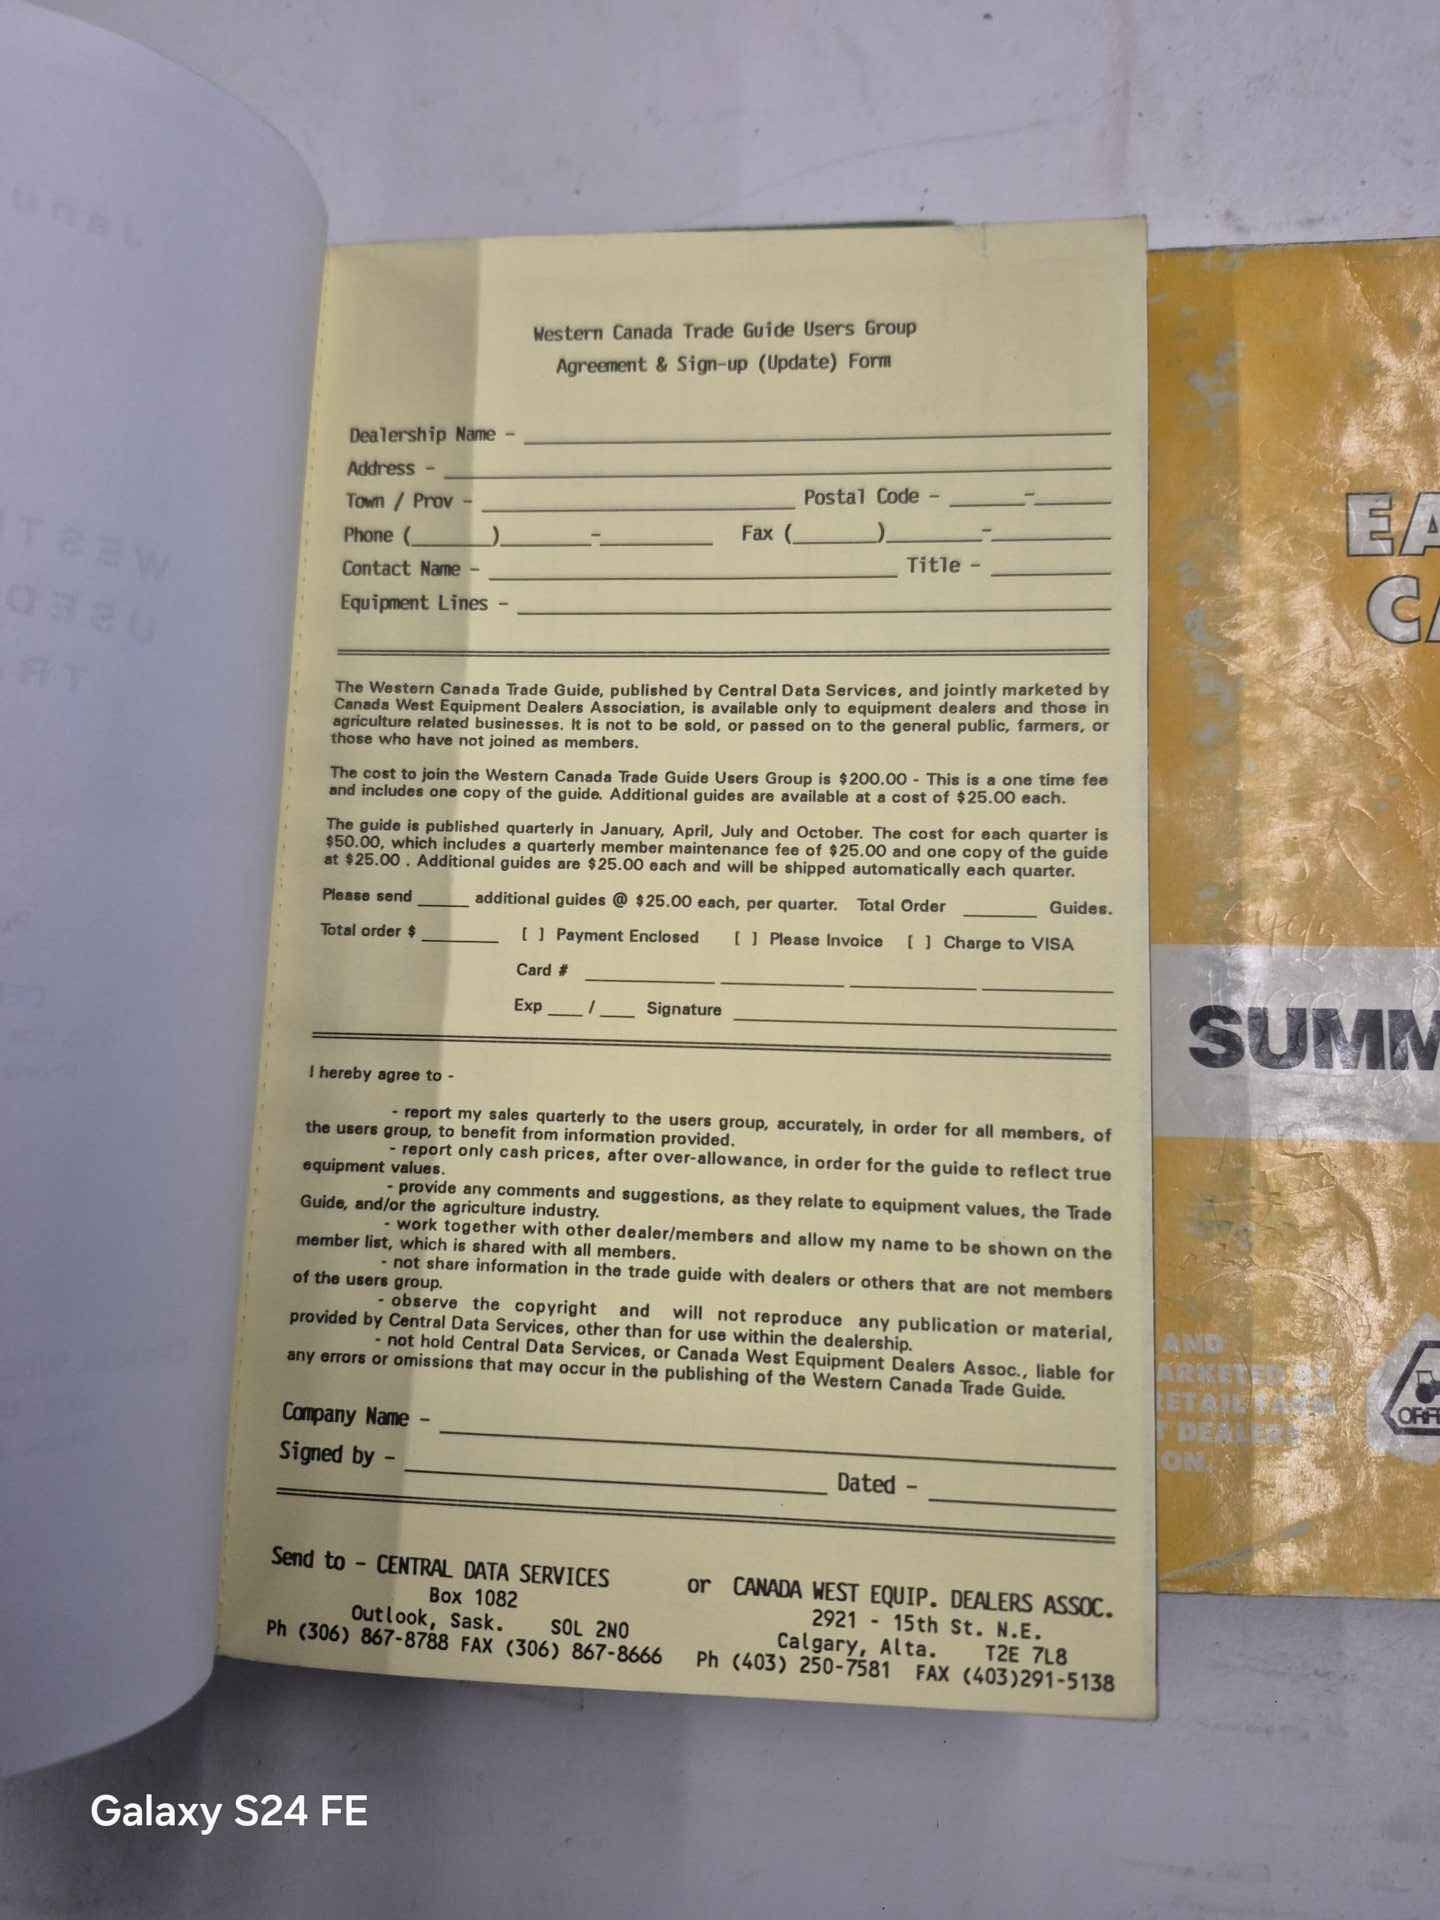 Western Canada Trade Guide Users Group
Agreement & Sign-up (Update) Form
Dealership Name -
Address -
Town / Prov - Postal Code - -
Phone ( ) - Fax ( ) -
Contact Name - Title -
Equipment Lines -
The Western Canada Trade Guide, published by Central Data Services, and jointly marketed by
Canada West Equipment Dealers Association, is available only to equipment dealers and those in
agriculture related businesses. It is not to be sold, or passed on to the general public, farmers, or
those who have not joined as members.
The cost to join the Western Canada Trade Guide Users Group is $200.00 - This is a one time fee
and includes one copy of the guide. Additional guides are available at a cost of $25.00 each.
The guide is published quarterly in January, April, July and October. The cost for each quarter is
$50.00, which includes a quarterly member maintenance fee of $25.00 and one copy of the guide
at $25.00 . Additional guides are $25.00 each and will be shipped automatically each quarter.
Please send additional guides @ $25.00 each, per quarter. Total Order Guides.
Total order $ [ ] Payment Enclosed [ ] Please Invoice [ ] Charge to VISA
Card #
Exp / Signature
I hereby agree to -
- report my sales quarterly to the users group, accurately, in order for all members, of
the users group, to benefit from information provided.
- report only cash prices, after over-allowance, in order for the guide to reflect true
equipment values.
- provide any comments and suggestions, as they relate to equipment values, the Trade
Guide, and/or the agriculture industry.
- work together with other dealer/members and allow my name to be shown on the
member list, which is shared with all members.
- not share information in the trade guide with dealers or others that are not members
of the users group.
- observe the copyright and will not reproduce any publication or material,
provided by Central Data Services, other than for use within the dealership.
- not hold Central Data Services, or Canada West Equipment Dealers Assoc., liable for
any errors or omissions that may occur in the publishing of the Western Canada Trade Guide.
Company Name -
Signed by - Dated -
Send to - CENTRAL DATA SERVICES or CANADA WEST EQUIP. DEALERS ASSOC.
Box 1082 2921 - 15th St. N.E.
Outlook, Sask. S0L 2N0 Calgary, Alta. T2E 7L8
Ph (306) 867-8788 FAX (306) 867-8666 Ph (403) 250-7581 FAX (403)291-5138
EA
CA
SUMM
AND
ARKETED BY
RETAIL FARM
T DEALERS
ON.
Galaxy S24 FE